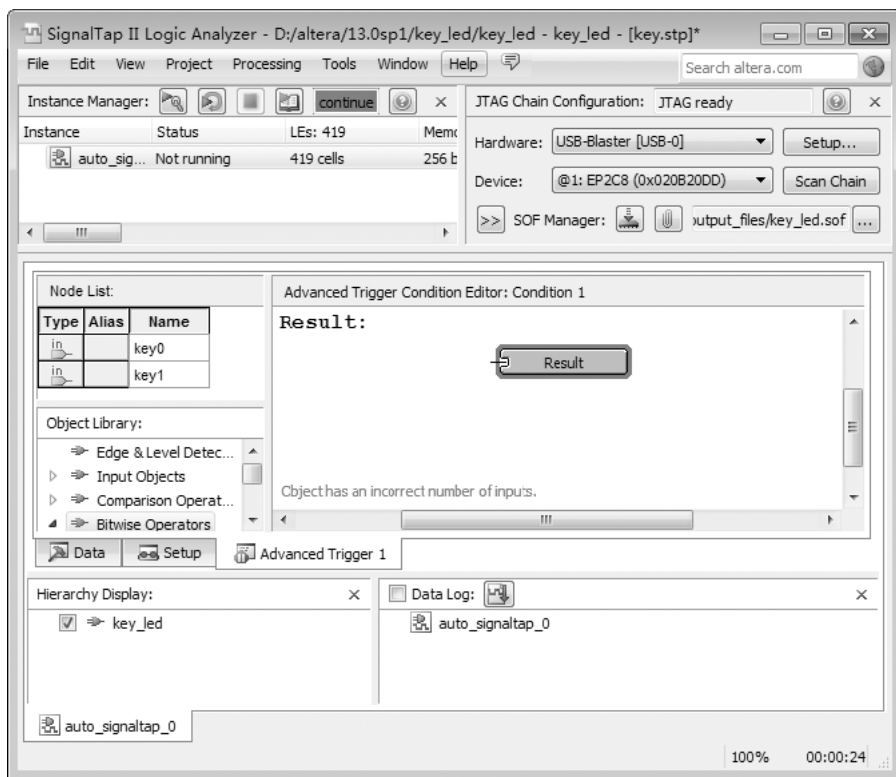 SignalTap II Logic Analyzer - D:/altera/13.0sp1/key_led/key_led - key_led - [key.stp]*
File Edit View Project Processing Tools Window Help Search altera.com
Instance Manager: continue
Instance Status LEs: 419
auto_sig... Not running 419 cells 256 b
JTAG Chain Configuration: JTAG ready
Hardware: USB-Blaster [USB-0] Setup...
Device: @1: EP2C8 (0x020B20DD) Scan Chain
>> SOF Manager: output_files/key_led.sof ...
Node List:
Type Alias Name
in key0
in key1
Object Library:
Edge & Level Detec...
Input Objects
Comparison Operat...
Bitwise Operators
Advanced Trigger Condition Editor: Condition 1
Result:
Result
Object has an incorrect number of inputs.
Data Setup Advanced Trigger 1
Hierarchy Display:
key_led
Data Log:
auto_signaltap_0
auto_signaltap_0
100% 00:00:24